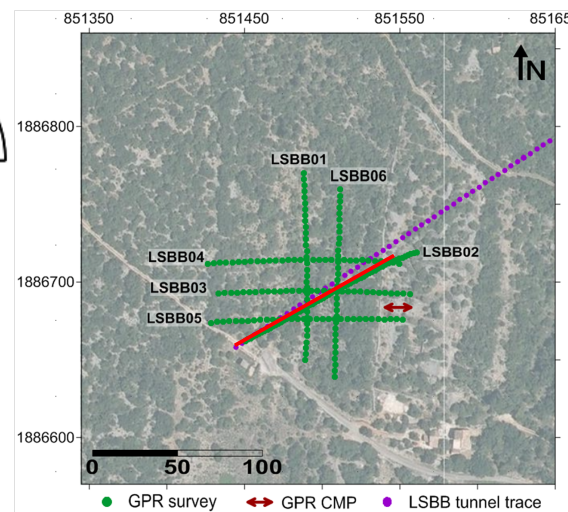 851350 851450 851550 85165
N
1886800
LSBB01
LSBB06
LSBB04
LSBB02
1886700
LSBB03
LSBB05
1886600
0 50 100
GPR survey GPR CMP LSBB tunnel trace